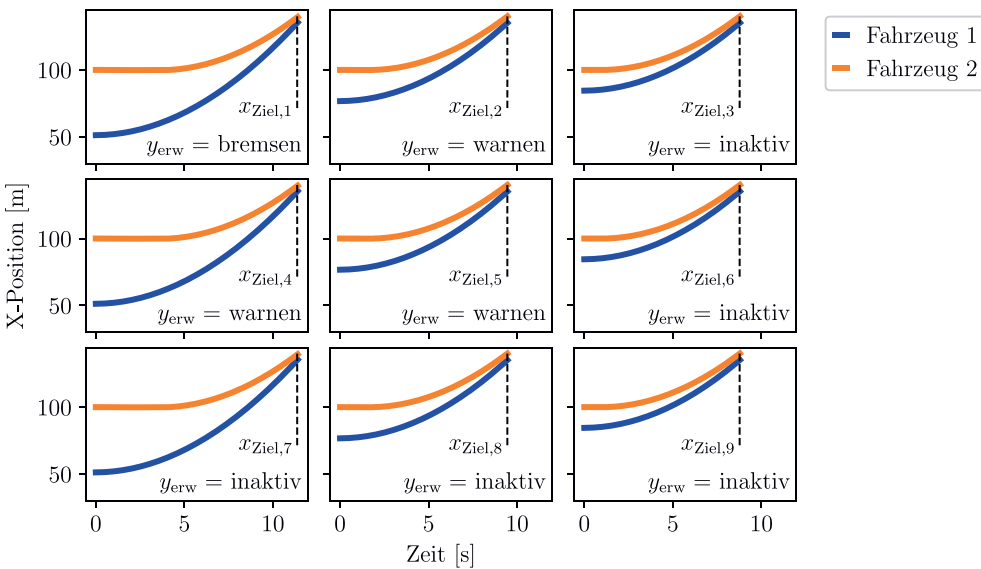 Fahrzeug 1
Fahrzeug 2
100
50
x_Ziel,1
y_erw = bremsen
x_Ziel,2
y_erw = warnen
x_Ziel,3
y_erw = inaktiv
X-Position [m]
100
50
x_Ziel,4
y_erw = warnen
x_Ziel,5
y_erw = warnen
x_Ziel,6
y_erw = inaktiv
100
50
x_Ziel,7
y_erw = inaktiv
x_Ziel,8
y_erw = inaktiv
x_Ziel,9
y_erw = inaktiv
0 5 10
0 5 10
0 5 10
Zeit [s]